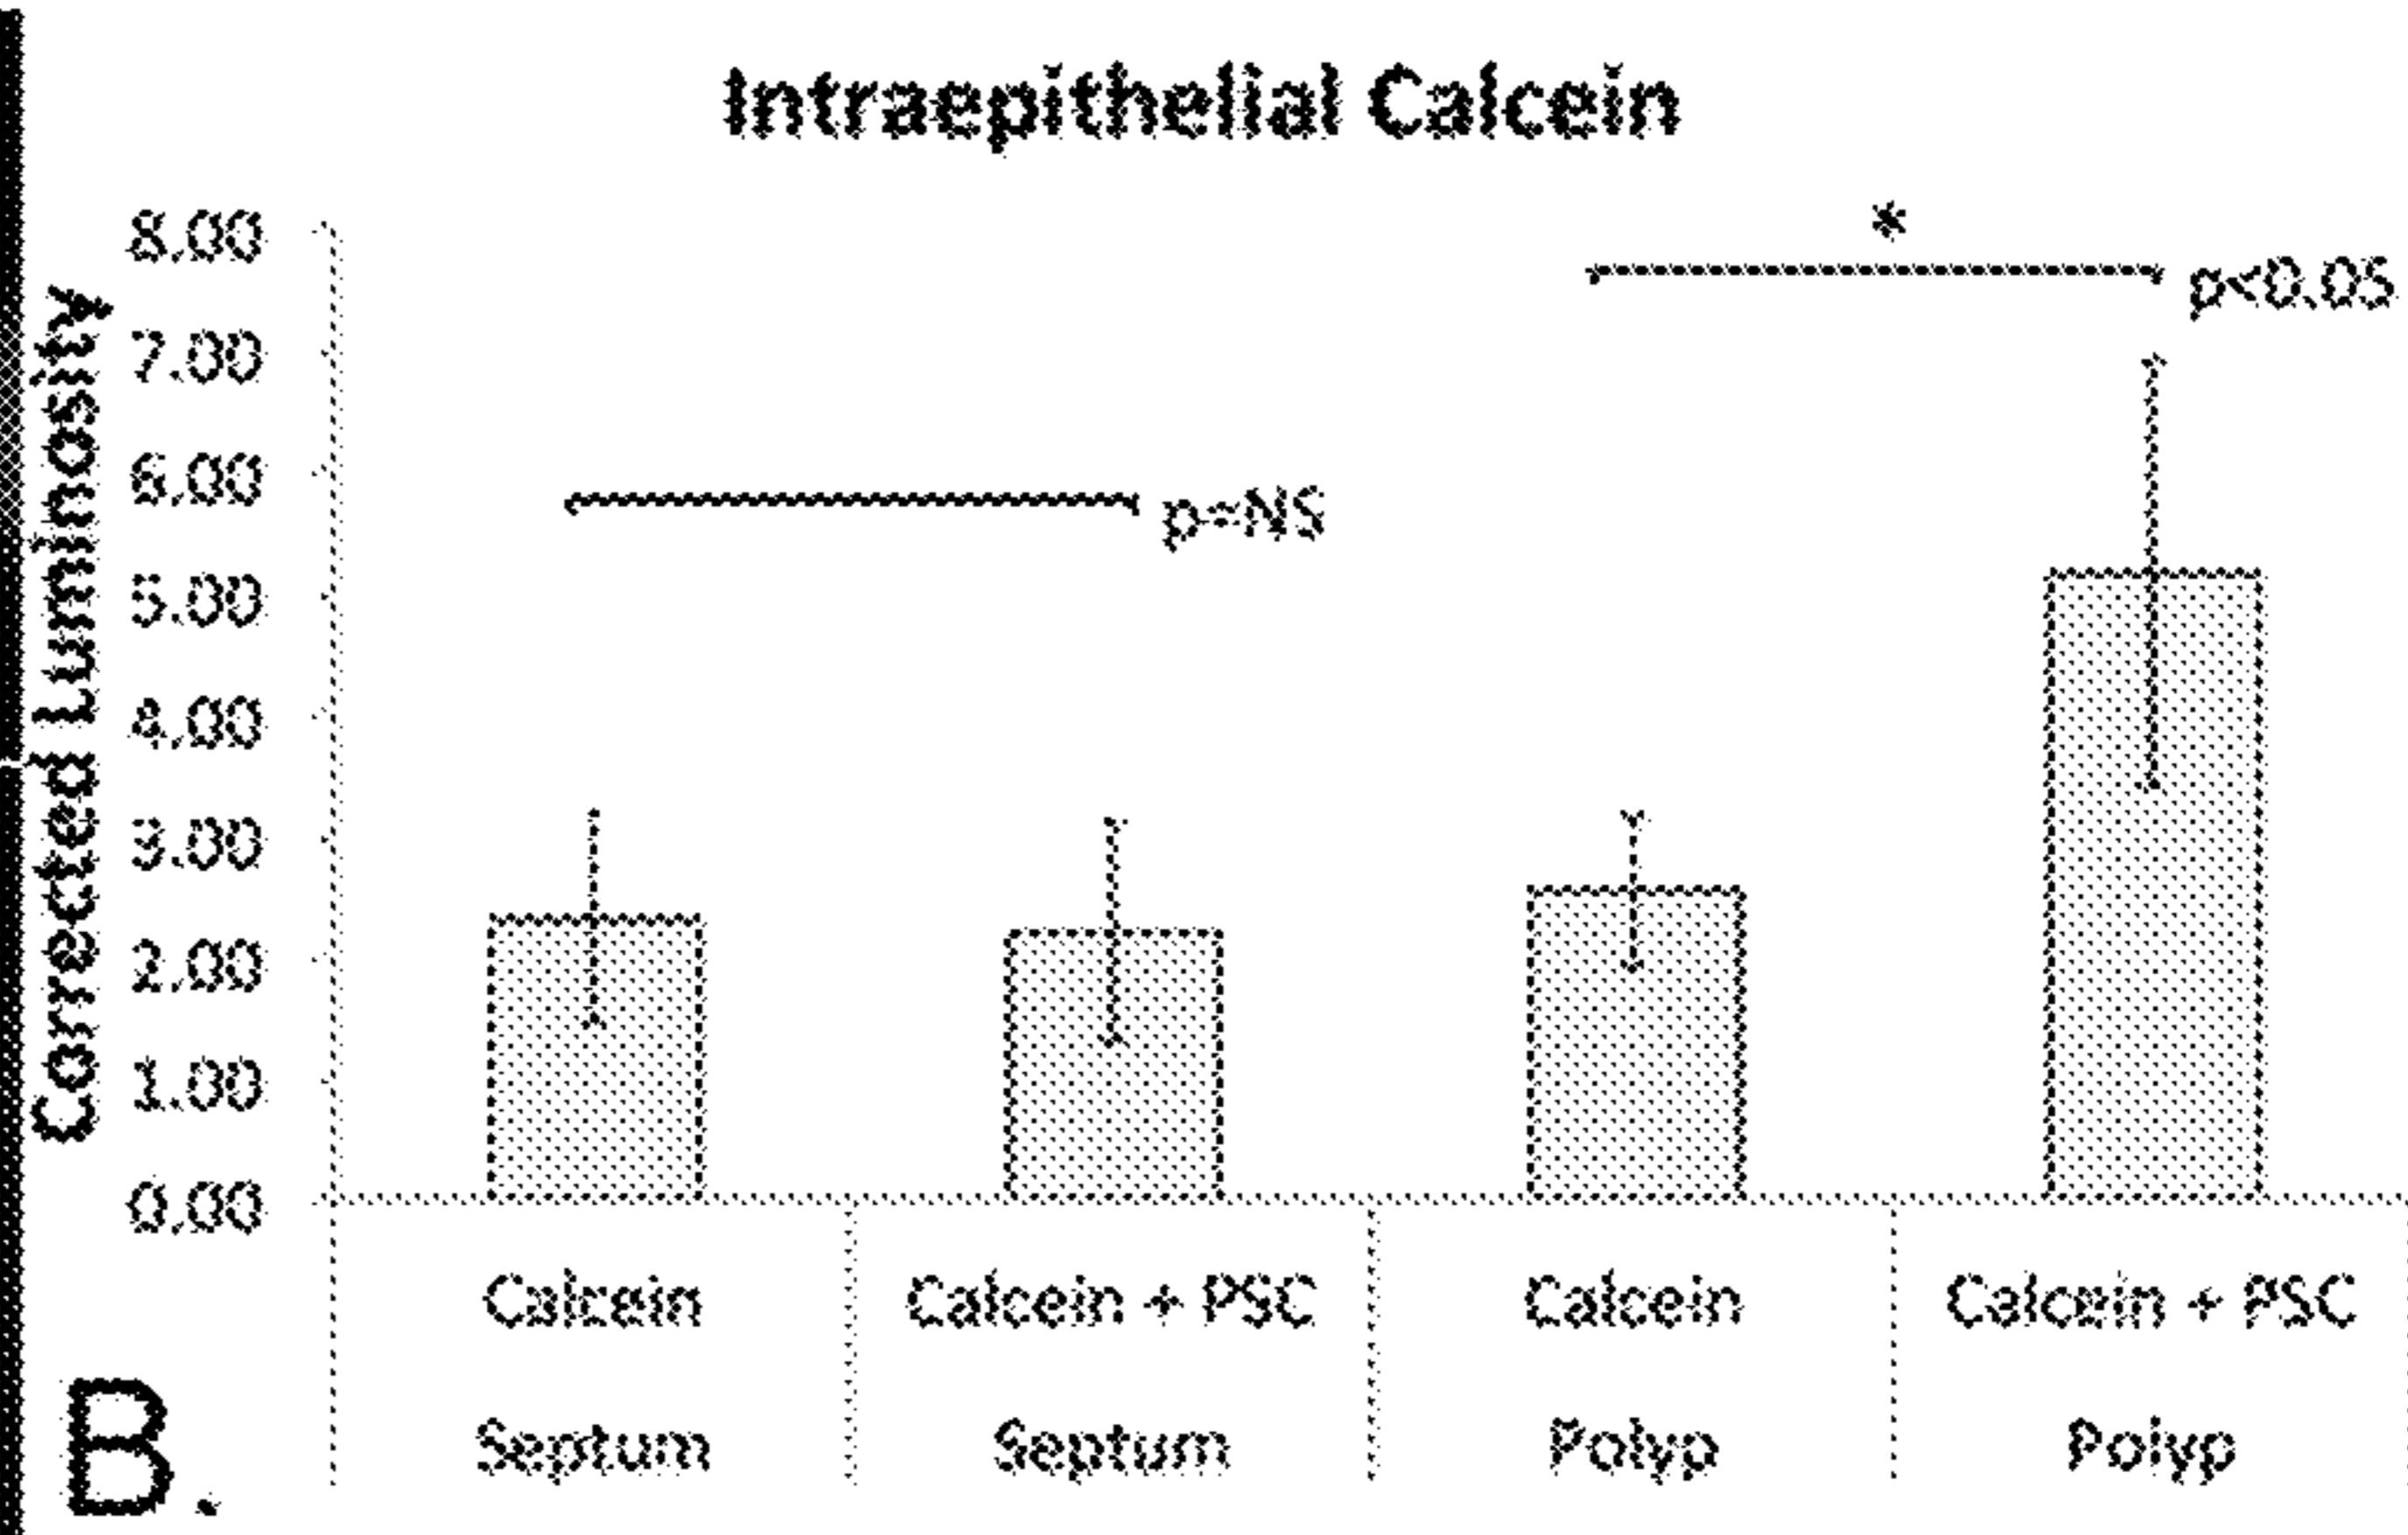 Intraepithelial Calcein
Corrected Luminosity
8.00
7.00
6.00
5.00
4.00
3.00
2.00
1.00
0.00
*
p<0.05
p=NS
Calcein
Calcein + PSC
Calcein
Calcein + PSC
Septum
Septum
Polyp
Polyp
B.